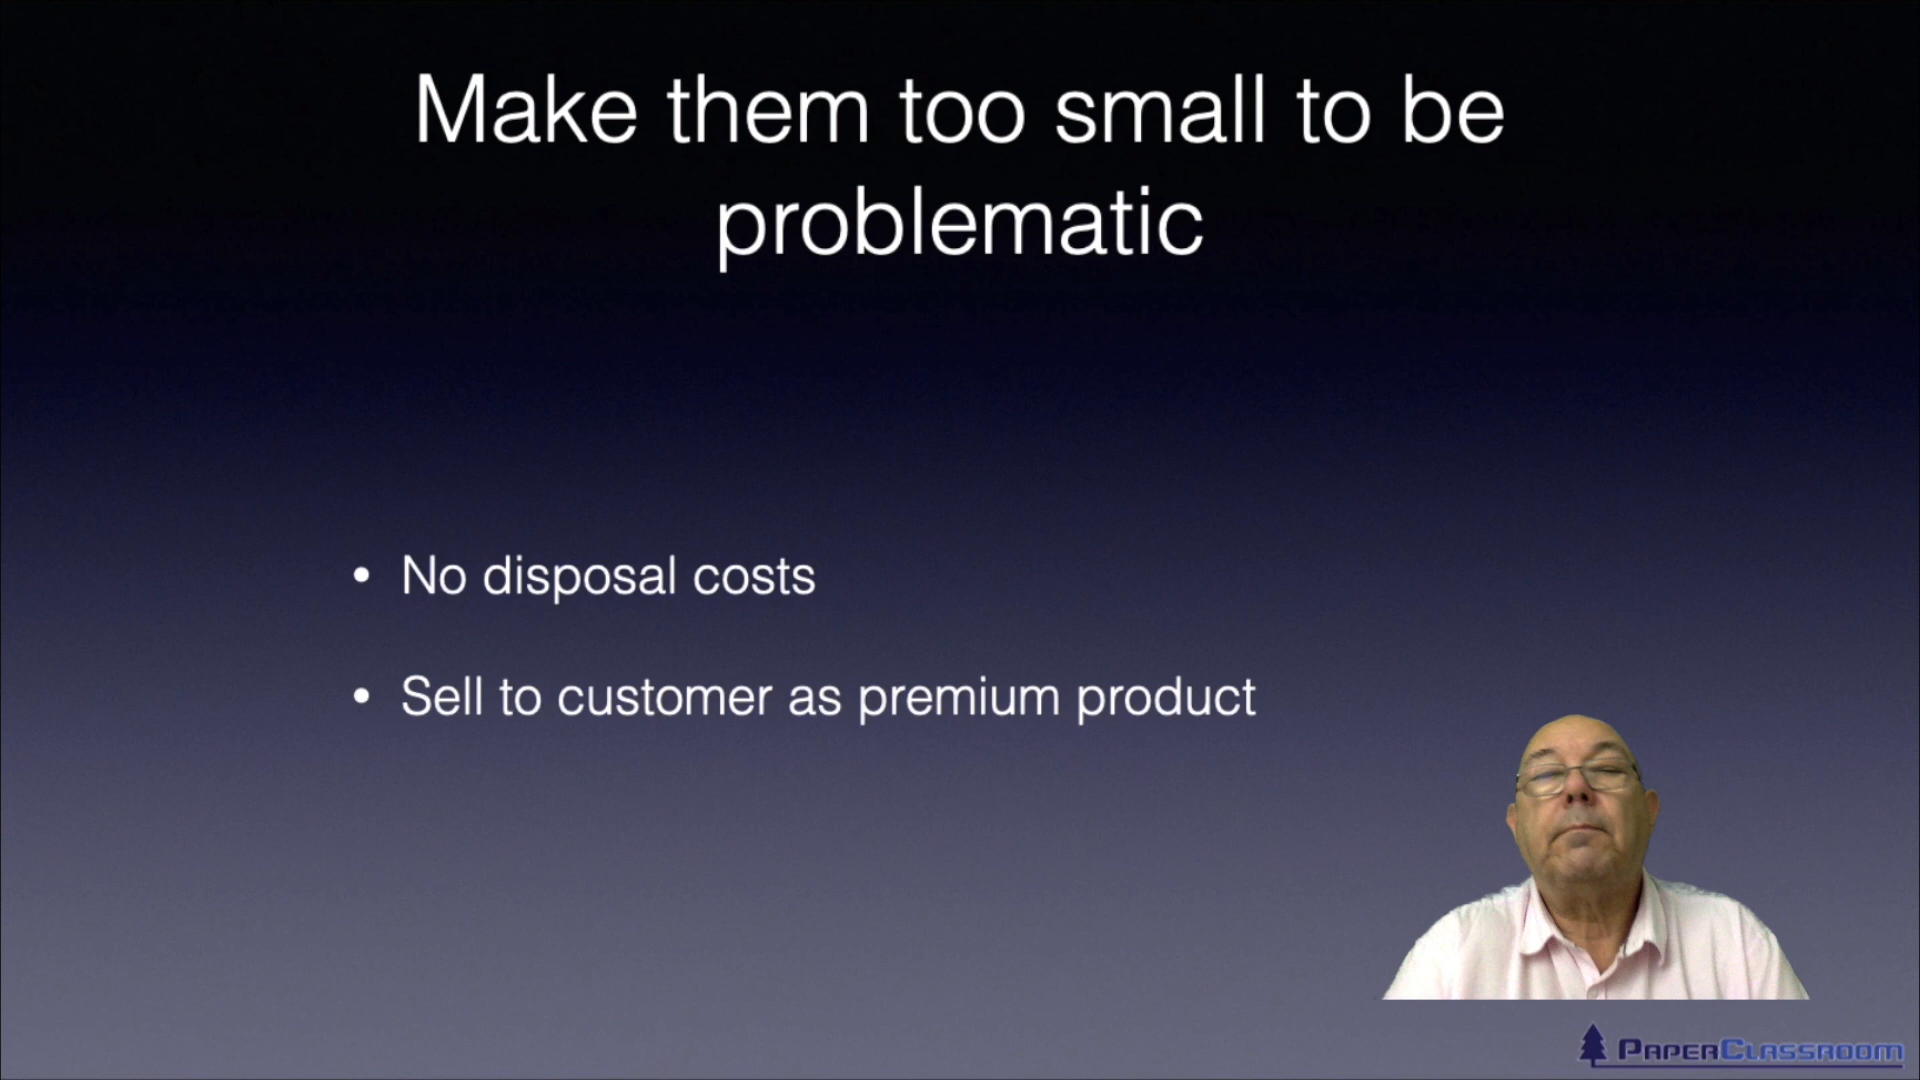 Make them too small to be
problematic
• No disposal costs
• Sell to customer as premium product
PAPERCLASSROOM